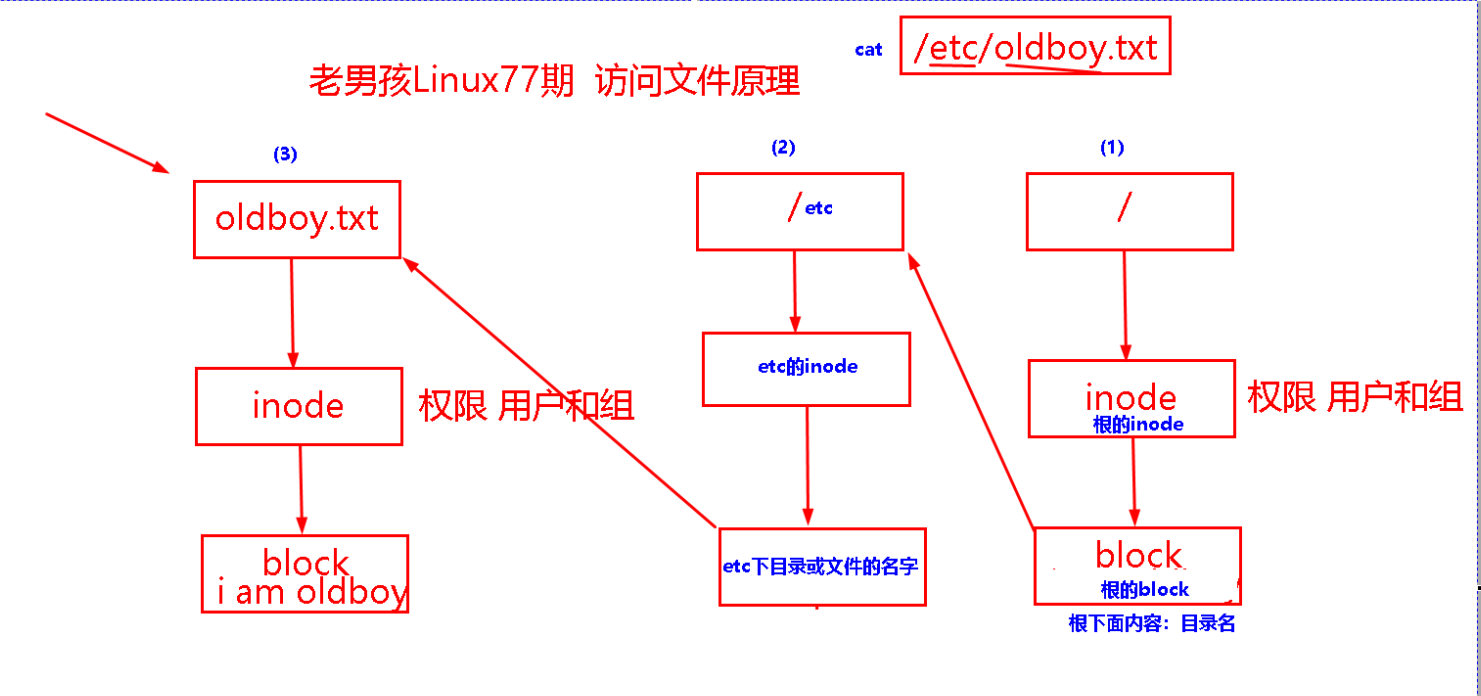 cat /etc/oldboy.txt
老男孩Linux77期 访问文件原理
(3)
oldboy.txt
inode
权限 用户和组
block
i am oldboy
(2)
/etc
etc的inode
etc下目录或文件的名字
(1)
/
inode
根的inode
权限 用户和组
block
根的block
根下面内容：目录名